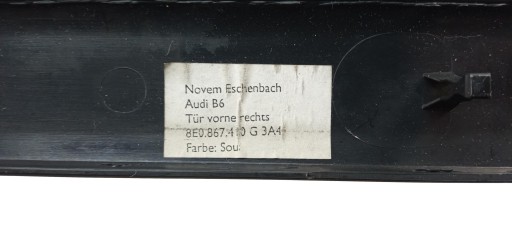 Novem Eschenbach
Audi B6
Tür vorne rechts
8E0.867.410 G 3A4
Farbe: Sou